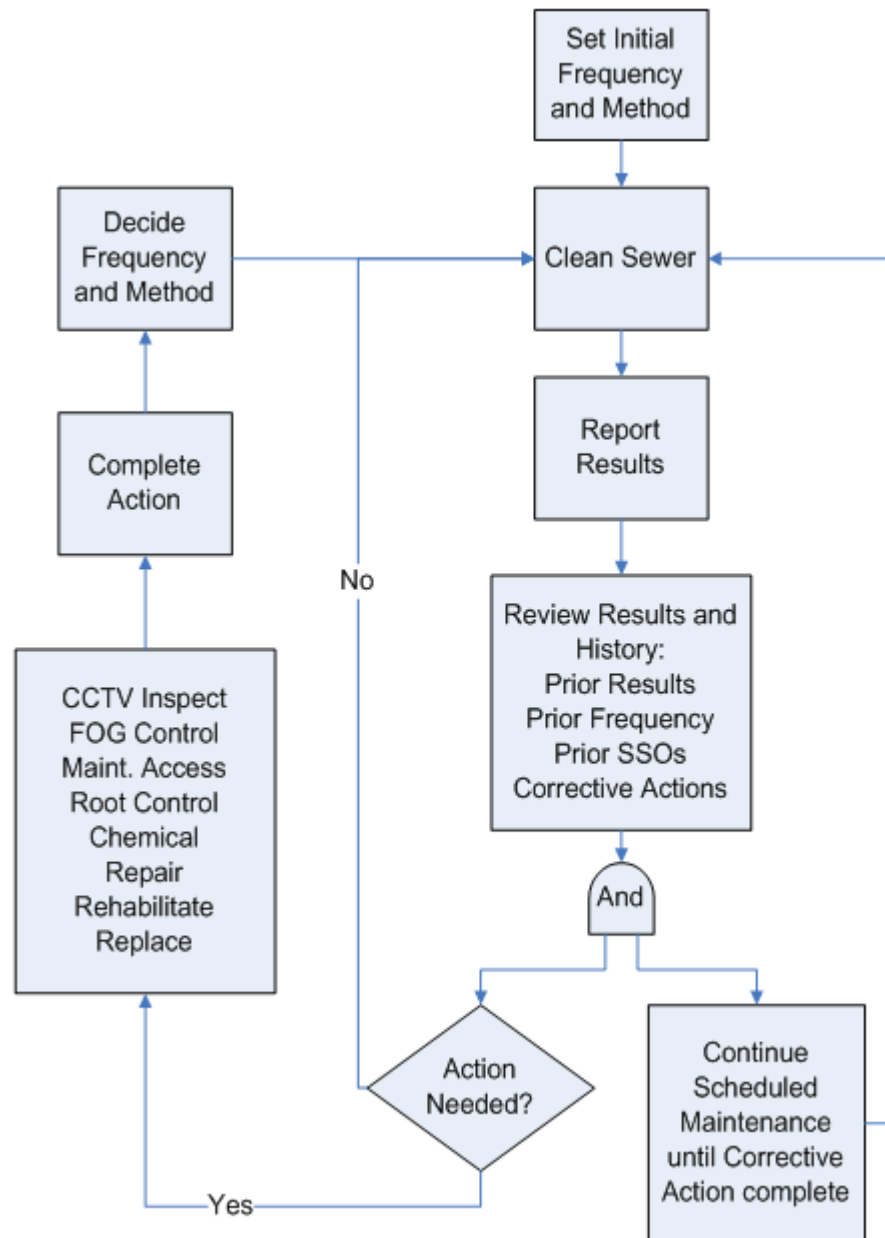 Set Initial
Frequency
and Method
Decide
Frequency
and Method
Clean Sewer
Report
Results
Complete
Action
No
Review Results and
History:
Prior Results
Prior Frequency
Prior SSOs
Corrective Actions
CCTV Inspect
FOG Control
Maint. Access
Root Control
Chemical
Repair
Rehabilitate
Replace
And
Action
Needed?
Continue
Scheduled
Maintenance
until Corrective
Action complete
Yes